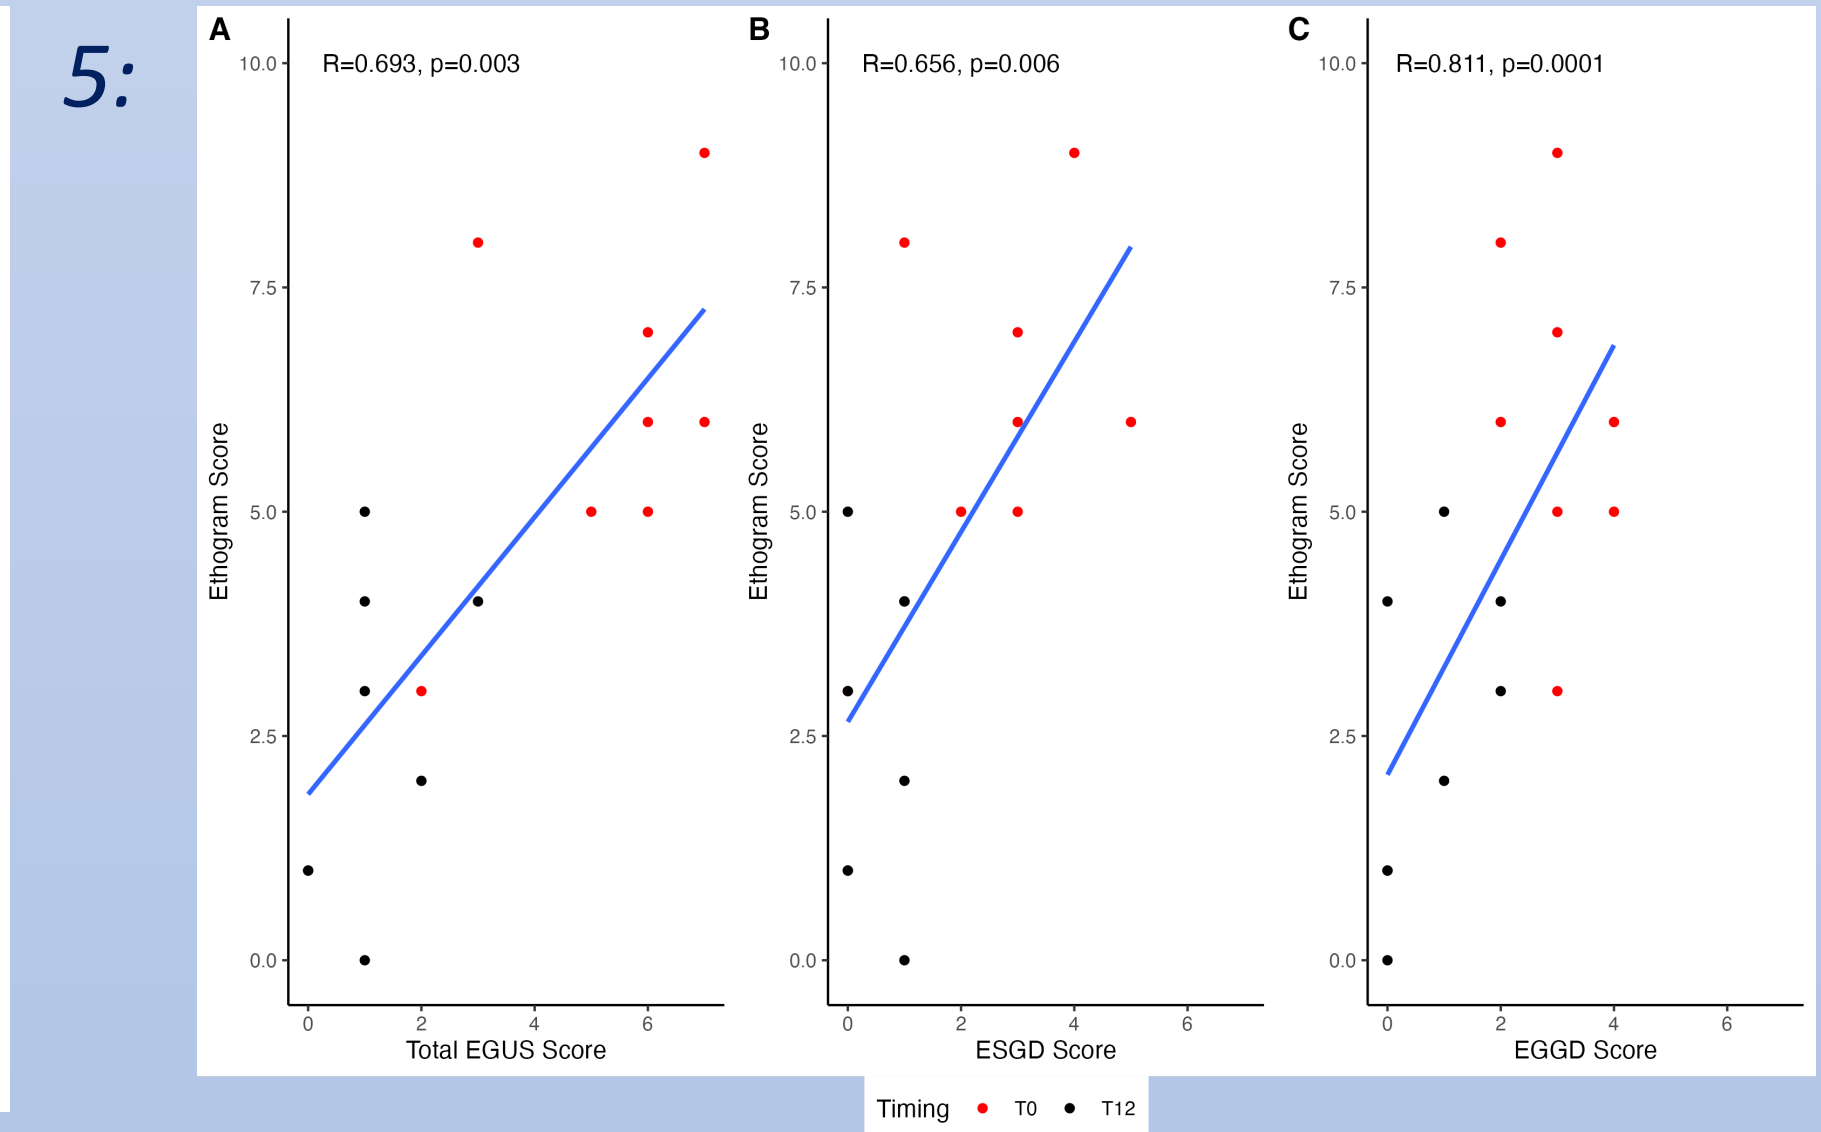 5:
A
R=0.693, p=0.003
10.0
7.5
5.0
2.5
0.0
Ethogram Score
0 2 4 6
Total EGUS Score
B
R=0.656, p=0.006
10.0
7.5
5.0
2.5
0.0
Ethogram Score
0 2 4 6
ESGD Score
C
R=0.811, p=0.0001
10.0
7.5
5.0
2.5
0.0
Ethogram Score
0 2 4 6
EGGD Score
Timing T0 T12